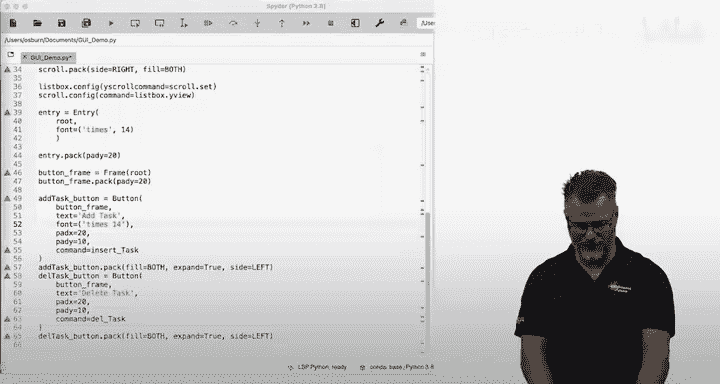 Spyder (Python 3.8)
/User
/Users/osburn/Documents/GUI_Demo.py
GUI_Demo.py*
34 scroll.pack(side=RIGHT, fill=BOTH)
35
36
37 listbox.config(yscrollcommand=scroll.set)
38 scroll.config(command=listbox.yview)
39 entry = Entry(
40 root,
41 font=('times', 14)
42 )
43
44 entry.pack(pady=20)
45
46 button_frame = Frame(root)
47 button_frame.pack(pady=20)
48
49 addTask_button = Button(
50 button_frame,
51 text='Add Task',
52 font=('times 14'),
53 padx=20,
54 pady=10,
55 command=insert_Task
56 )
57 addTask_button.pack(fill=BOTH, expand=True, side=LEFT)
58 delTask_button = Button(
59 button_frame,
60 text='Delete Task',
61 padx=20,
62 pady=10,
63 command=del_Task
64 )
65 delTask_button.pack(fill=BOTH, expand=True, side=LEFT)
LSP Python: ready
conda: base (Python 3.8